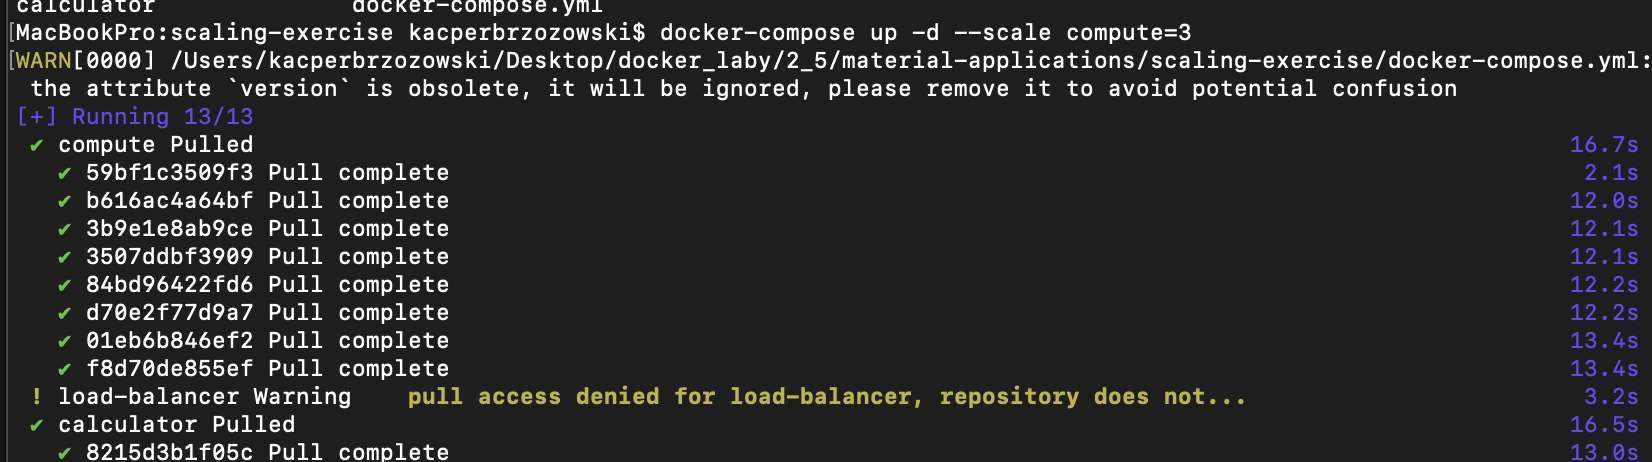 calculator docker-compose.yml
[MacBookPro:scaling-exercise kacperbrzozowski$ docker-compose up -d --scale compute=3
[WARN[0000] /Users/kacperbrzozowski/Desktop/docker_laby/2_5/material-applications/scaling-exercise/docker-compose.yml:
the attribute `version` is obsolete, it will be ignored, please remove it to avoid potential confusion
[+] Running 13/13
✔ compute Pulled 16.7s
✔ 59bf1c3509f3 Pull complete 2.1s
✔ b616ac4a64bf Pull complete 12.0s
✔ 3b9e1e8ab9ce Pull complete 12.1s
✔ 3507ddbf3909 Pull complete 12.1s
✔ 84bd96422fd6 Pull complete 12.2s
✔ d70e2f77d9a7 Pull complete 12.2s
✔ 01eb6b846ef2 Pull complete 13.4s
✔ f8d70de855ef Pull complete 13.4s
! load-balancer Warning pull access denied for load-balancer, repository does not... 3.2s
✔ calculator Pulled 16.5s
✔ 8215d3b1f05c Pull complete 13.0s